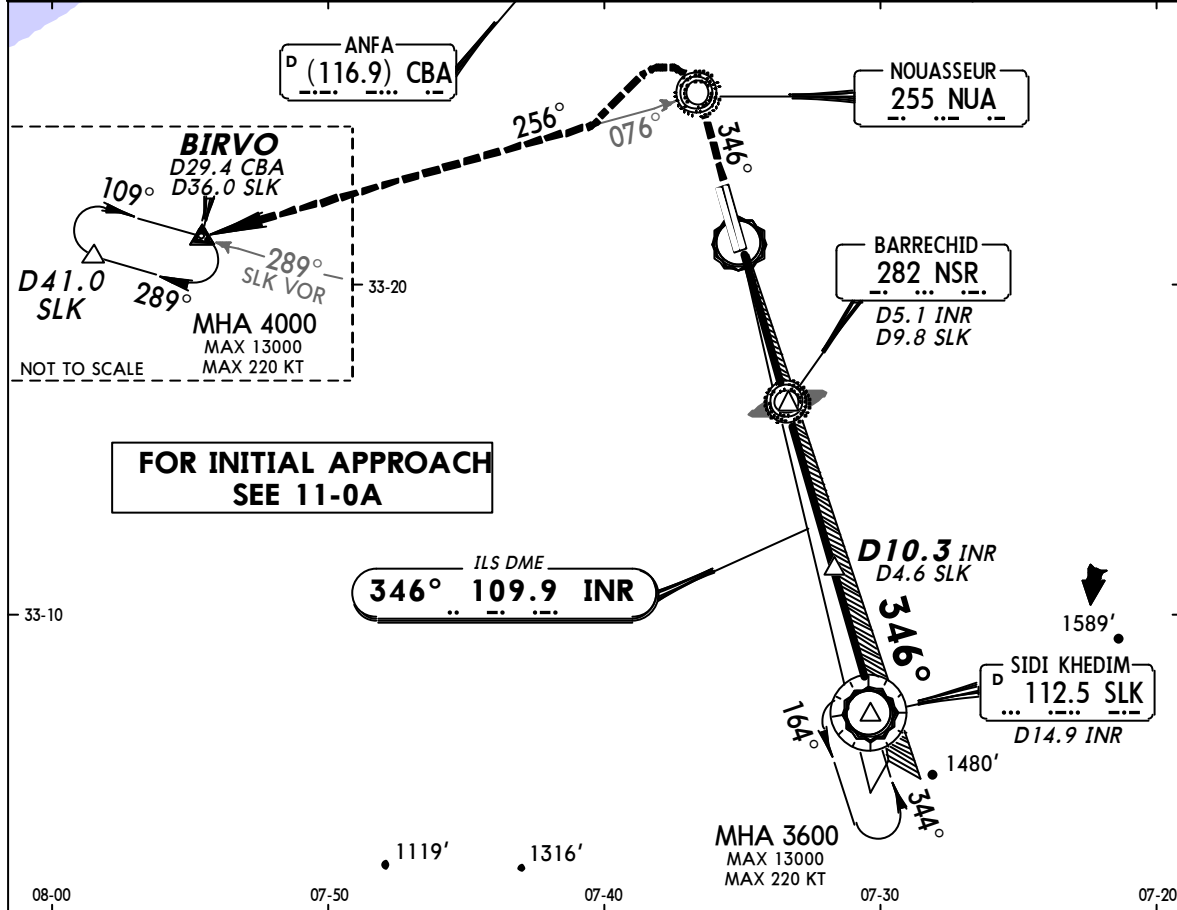 ANFA
D (116.9) CBA
NOUASSEUR
255 NUA
256°
076°
346°
BIRVO
D29.4 CBA
D36.0 SLK
109°
289°
SLK VOR
D41.0
SLK
289°
MHA 4000
MAX 13000
MAX 220 KT
NOT TO SCALE
33-20
BARRECHID
282 NSR
D5.1 INR
D9.8 SLK
FOR INITIAL APPROACH
SEE 11-0A
ILS DME
346° 109.9 INR
D10.3 INR
D4.6 SLK
346°
33-10
1589'
SIDI KHEDIM
D 112.5 SLK
D14.9 INR
164°
344°
1480'
MHA 3600
MAX 13000
MAX 220 KT
1119'
1316'
08-00
07-50
07-40
07-30
07-20